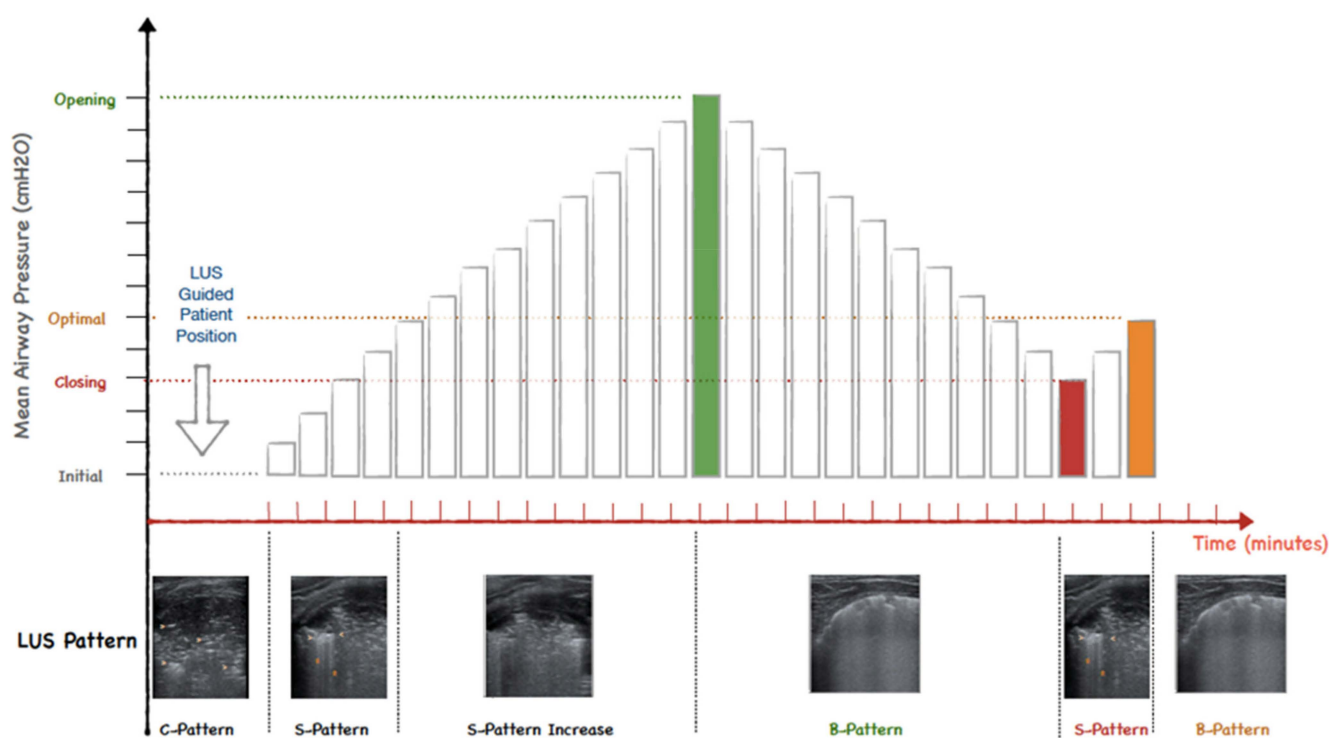 Opening
Mean Airway Pressure (cmH2O)
LUS
Guided
Patient
Position
Optimal
Closing
Initial
Time (minutes)
LUS Pattern
C-Pattern
S-Pattern
S-Pattern Increase
B-Pattern
S-Pattern
B-Pattern